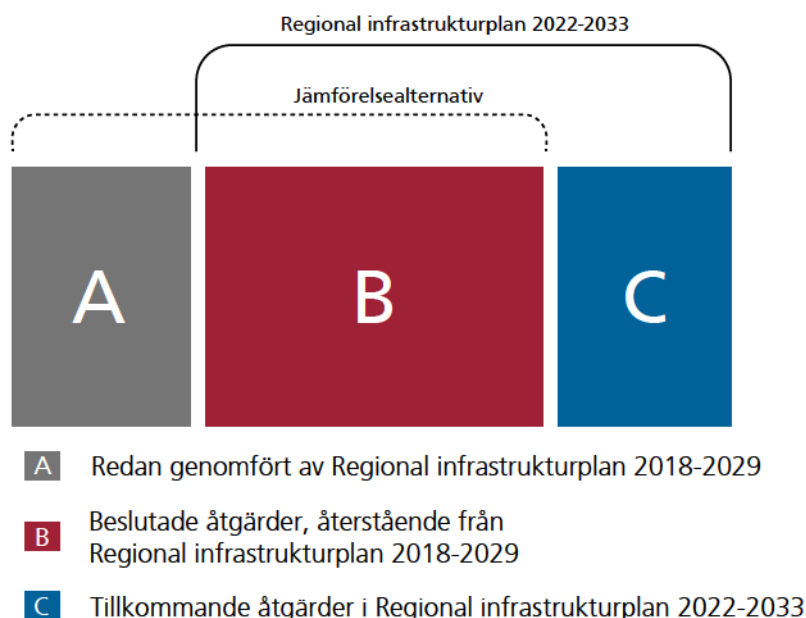 Regional infrastrukturplan 2022-2033
Jämförelsealternativ
A
B
C
A Redan genomfört av Regional infrastrukturplan 2018-2029
B Beslutade åtgärder, återstående från
Regional infrastrukturplan 2018-2029
C Tillkommande åtgärder i Regional infrastrukturplan 2022-2033